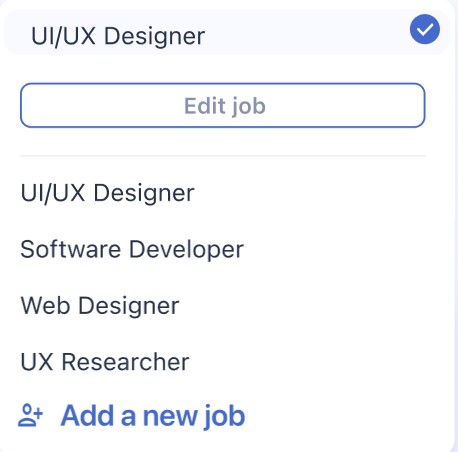 UI/UX Designer
Edit job
UI/UX Designer
Software Developer
Web Designer
UX Researcher
Add a new job